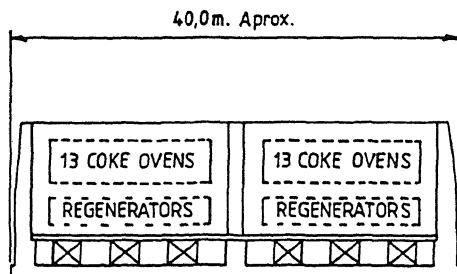 40,0m. Aprox.
13 COKE OVENS 13 COKE OVENS
REGENERATORS REGENERATORS